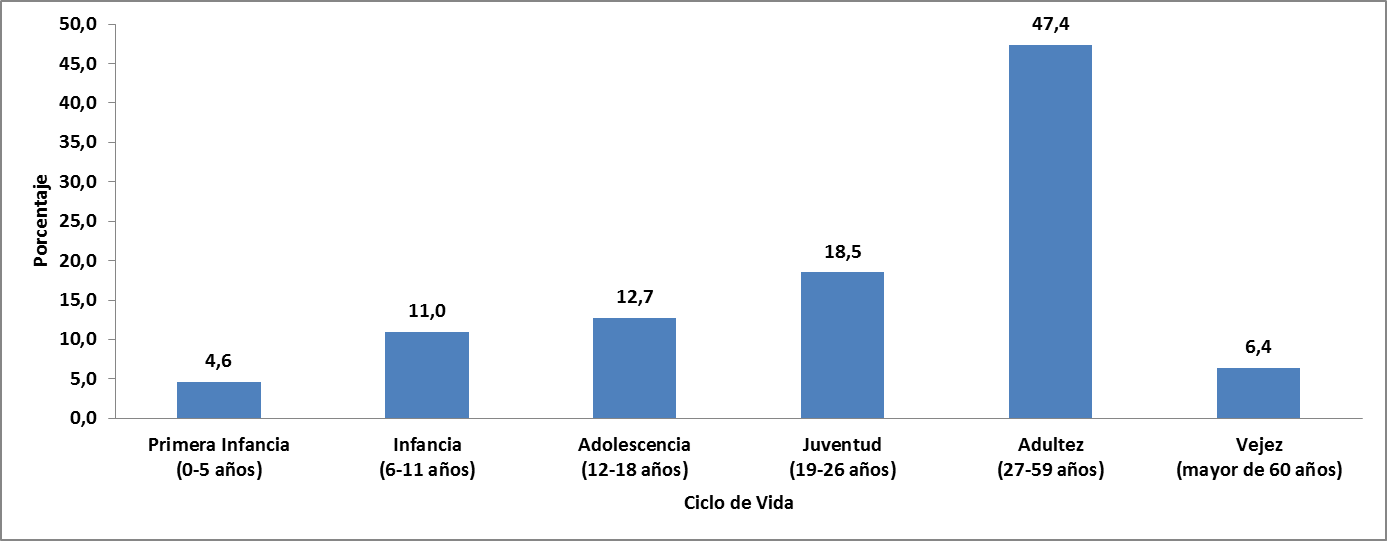 Porcentaje
50,0
45,0
40,0
35,0
30,0
25,0
20,0
15,0
10,0
5,0
0,0
4,6
11,0
12,7
18,5
47,4
6,4
Primera Infancia
(0-5 años)
Infancia
(6-11 años)
Adolescencia
(12-18 años)
Juventud
(19-26 años)
Adultez
(27-59 años)
Vejez
(mayor de 60 años)
Ciclo de Vida